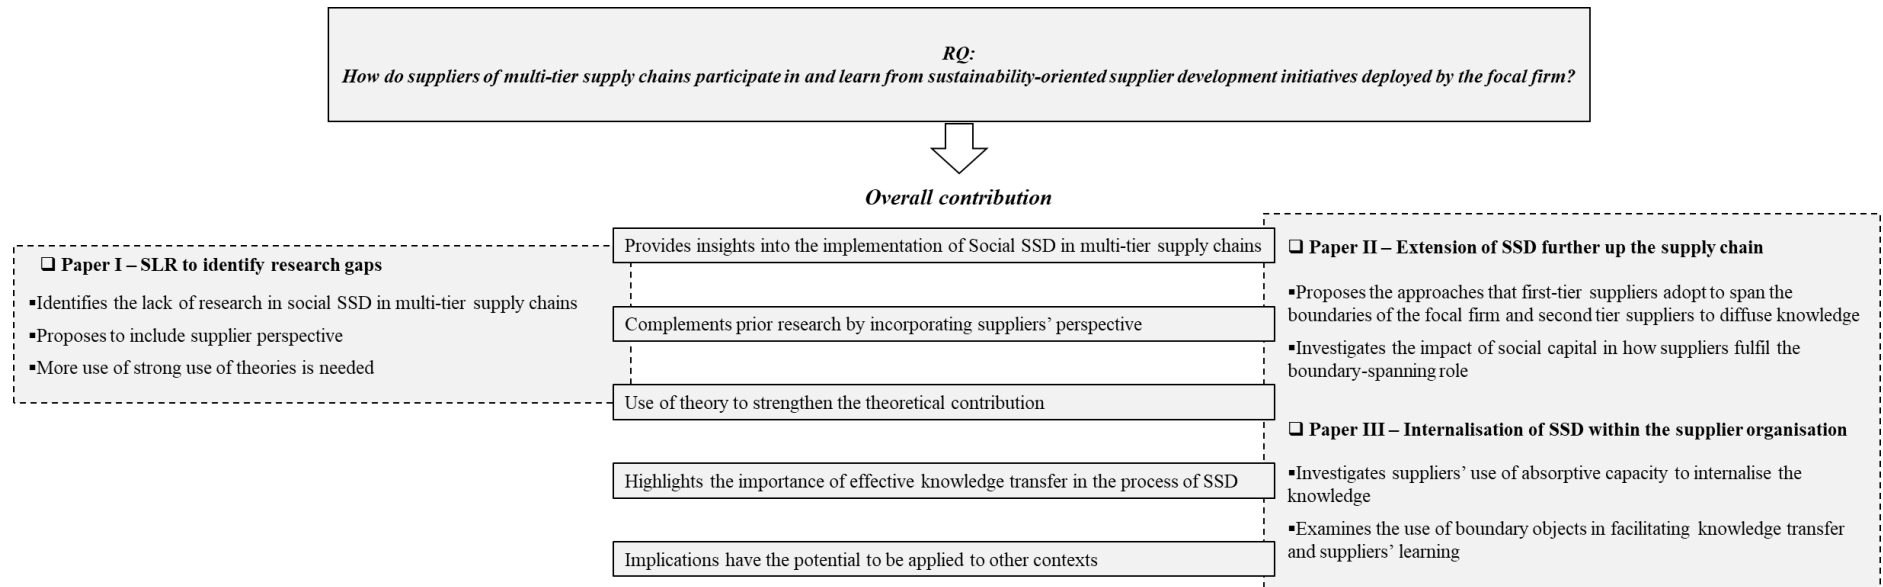 RQ:
How do suppliers of multi-tier supply chains participate in and learn from sustainability-oriented supplier development initiatives deployed by the focal firm?
Overall contribution
❑ Paper I – SLR to identify research gaps
▪Identifies the lack of research in social SSD in multi-tier supply chains
▪Proposes to include supplier perspective
▪More use of strong use of theories is needed
Provides insights into the implementation of Social SSD in multi-tier supply chains
Complements prior research by incorporating suppliers’ perspective
Use of theory to strengthen the theoretical contribution
Highlights the importance of effective knowledge transfer in the process of SSD
Implications have the potential to be applied to other contexts
❑ Paper II – Extension of SSD further up the supply chain
▪Proposes the approaches that first-tier suppliers adopt to span the
boundaries of the focal firm and second tier suppliers to diffuse knowledge
▪Investigates the impact of social capital in how suppliers fulfil the
boundary-spanning role
❑ Paper III – Internalisation of SSD within the supplier organisation
▪Investigates suppliers’ use of absorptive capacity to internalise the
knowledge
▪Examines the use of boundary objects in facilitating knowledge transfer
and suppliers’ learning